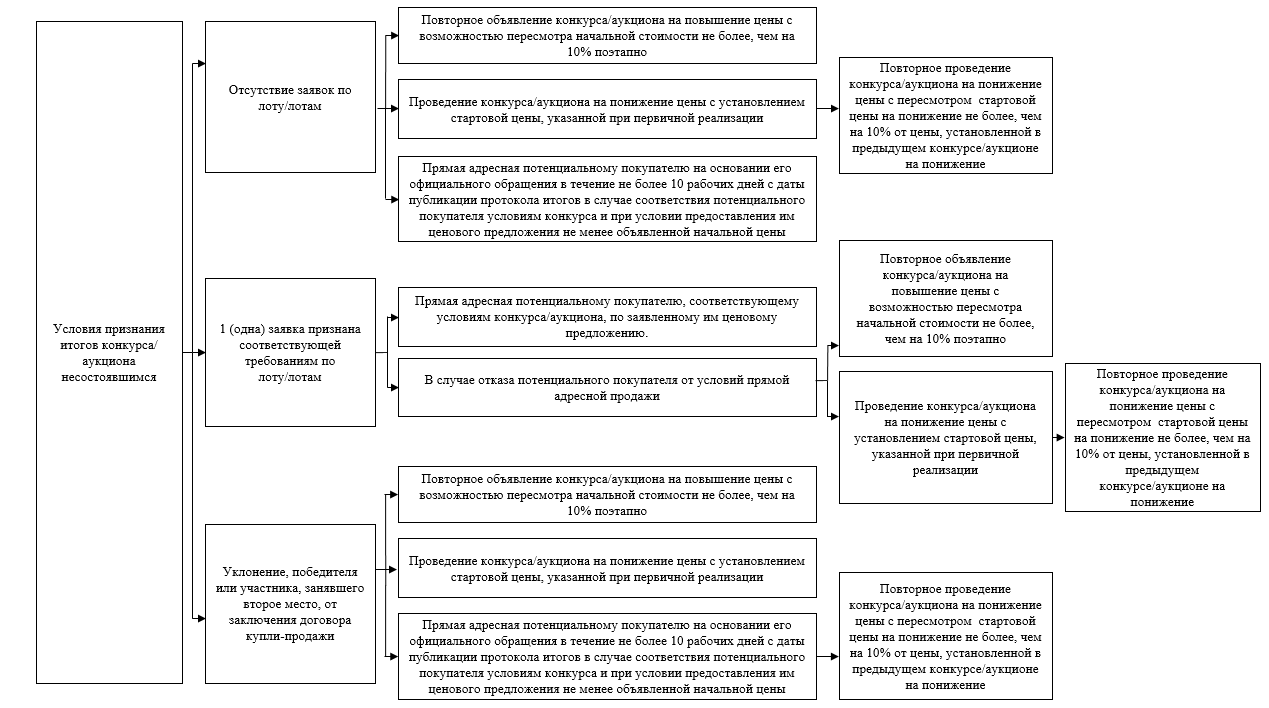 Условия признания
итогов конкурса/
аукциона
несостоявшимся
Отсутствие заявок по
лоту/лотам
Повторное объявление конкурса/аукциона на повышение цены с
возможностью пересмотра начальной стоимости не более, чем на
10% поэтапно
Проведение конкурса/аукциона на понижение цены с установлением
стартовой цены, указанной при первичной реализации
Повторное проведение
конкурса/аукциона на понижение
цены с пересмотром стартовой
цены на понижение не более, чем
на 10% от цены, установленной в
предыдущем конкурсе/аукционе
на понижение
Прямая адресная потенциальному покупателю на основании его
официального обращения в течение не более 10 рабочих дней с даты
публикации протокола итогов в случае соответствия потенциального
покупателя условиям конкурса и при условии предоставления им
ценового предложения не менее объявленной начальной цены
1 (одна) заявка признана
соответствующей
требованиям по
лоту/лотам
Прямая адресная потенциальному покупателю, соответствующему
условиям конкурса/аукциона, по заявленному им ценовому
предложению.
В случае отказа потенциального покупателя от условий прямой
адресной продажи
Повторное объявление
конкурса/аукциона на
повышение цены с
возможностью пересмотра
начальной стоимости не более,
чем на 10% поэтапно
Проведение конкурса/аукциона
на понижение цены с
установлением стартовой цены,
указанной при первичной
реализации
Повторное проведение
конкурса/аукциона на
понижение цены с
пересмотром стартовой цены
на понижение не более, чем на
10% от цены, установленной в
предыдущем
конкурсе/аукционе на
понижение
Уклонение, победителя
или участника, занявшего
второе место, от
заключения договора
купли-продажи
Повторное объявление конкурса/аукциона на повышение цены с
возможностью пересмотра начальной стоимости не более, чем на
10% поэтапно
Проведение конкурса/аукциона на понижение цены с установлением
стартовой цены, указанной при первичной реализации
Прямая адресная потенциальному покупателю на основании его
официального обращения в течение не более 10 рабочих дней с даты
публикации протокола итогов в случае соответствия потенциального
покупателя условиям конкурса и при условии предоставления им
ценового предложения не менее объявленной начальной цены
Повторное проведение
конкурса/аукциона на понижение
цены с пересмотром стартовой
цены на понижение не более, чем
на 10% от цены, установленной в
предыдущем конкурсе/аукционе
на понижение